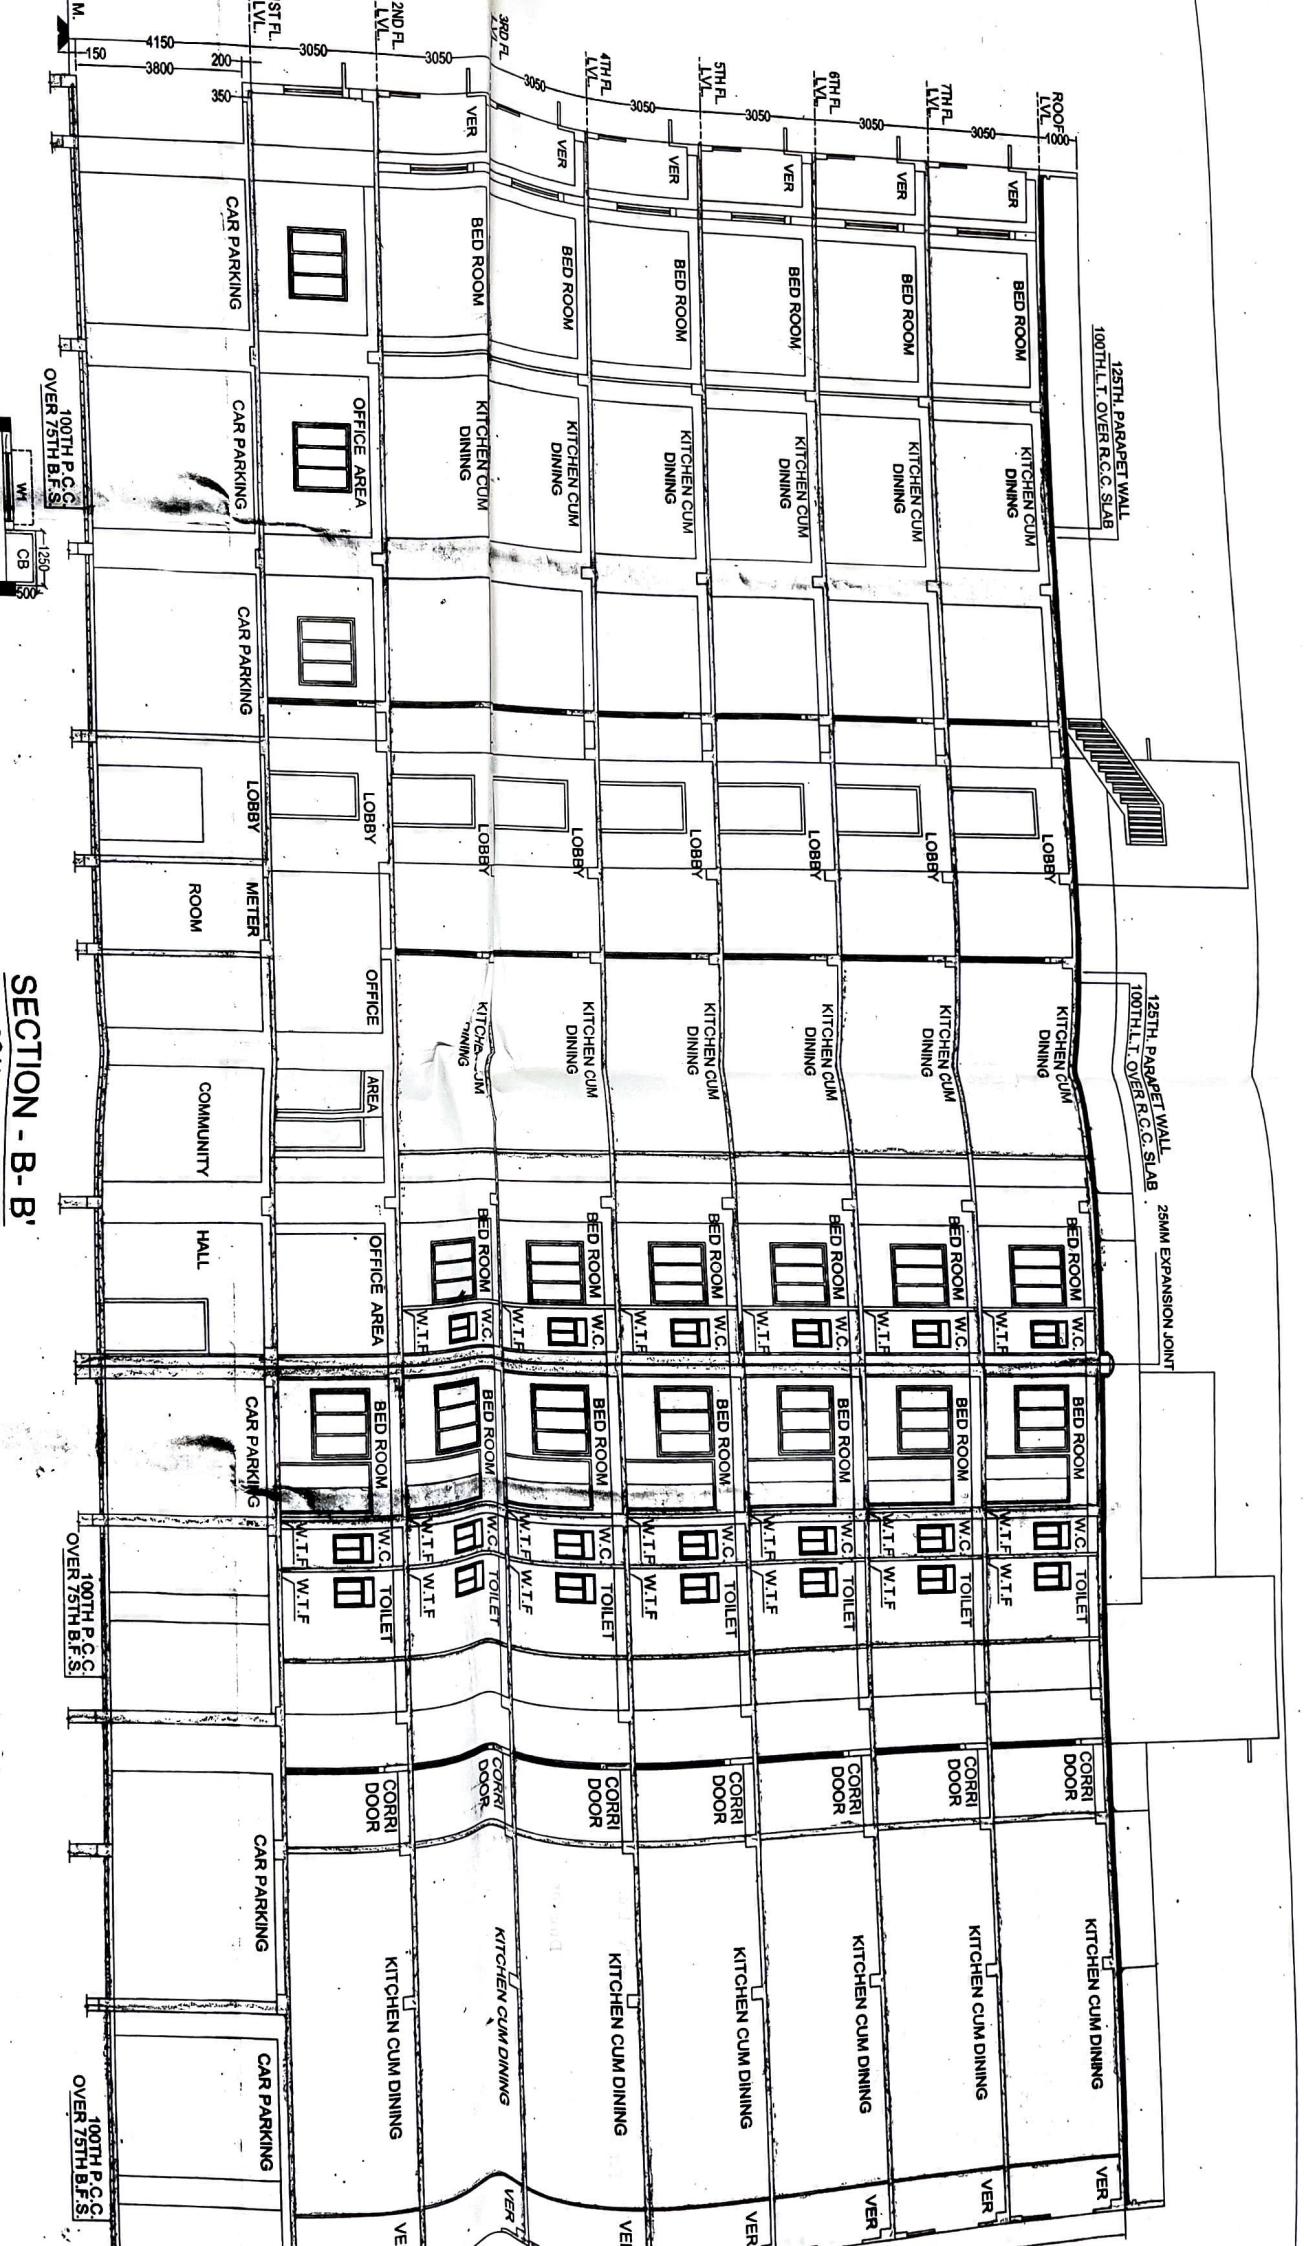 125TH. PARAPET WALL
100TH.L.T. OVER R.C.C. SLAB
125TH. PARAPET WALL
100TH.L.T. OVER R.C.C. SLAB
25MM EXPANSION JOINT
ROOF
LVL.
1000
VER
BED ROOM
KITCHEN CUM
DINING
LOBBY
KITCHEN CUM
DINING
BED ROOM
W.C.
W.T.F
BED ROOM
W.C.
W.T.F
TOILET
W.T.F
CORRI
DOOR
KITCHEN CUM DINING
VER
3050
7TH FL.
LVL.
VER
BED ROOM
KITCHEN CUM
DINING
LOBBY
KITCHEN CUM
DINING
BED ROOM
W.C.
W.T.F
BED ROOM
W.C.
W.T.F
TOILET
W.T.F
CORRI
DOOR
KITCHEN CUM DINING
VER
3050
6TH FL.
LVL.
VER
BED ROOM
KITCHEN CUM
DINING
LOBBY
KITCHEN CUM
DINING
BED ROOM
W.C.
W.T.F
BED ROOM
W.C.
W.T.F
TOILET
W.T.F
CORRI
DOOR
KITCHEN CUM DINING
VER
3050
5TH FL.
LVL.
VER
BED ROOM
KITCHEN CUM
DINING
LOBBY
KITCHEN CUM
DINING
BED ROOM
W.C.
W.T.F
BED ROOM
W.C.
W.T.F
TOILET
W.T.F
CORRI
DOOR
KITCHEN CUM DINING
VER
3050
4TH FL.
LVL.
VER
BED ROOM
KITCHEN CUM
DINING
LOBBY
KITCHEN CUM
DINING
BED ROOM
W.C.
W.T.F
BED ROOM
W.C.
W.T.F
TOILET
W.T.F
CORRI
DOOR
KITCHEN CUM DINING
3050
3RD FL.
VER
BED ROOM
KITCHEN CUM
DINING
LOBBY
DINING
BED ROOM
W.C.
W.T.F
BED ROOM
W.C.
W.T.F
TOILET
W.T.F
CORRI
DOOR
KITCHEN CUM DINING
VER
3050
2ND FL.
LVL.
OFFICE AREA
LOBBY
OFFICE
AREA
OFFICE AREA
BED ROOM
W.C.
W.T.F
TOILET
W.T.F
CORRI
DOOR
KITCHEN CUM DINING
3050
ST FL.
LVL.
200
350
4150
3800
150
M.
CAR PARKING
CAR PARKING
CAR PARKING
LOBBY
METER
ROOM
COMMUNITY
HALL
CAR PARKING
CAR PARKING
CAR PARKING
100TH P.C.C.
OVER 75TH B.F.S.
100TH P.C.C.
OVER 75TH B.F.S.
100TH P.C.C.
OVER 75TH B.F.S.
1250
CB
500
SECTION - B- B'